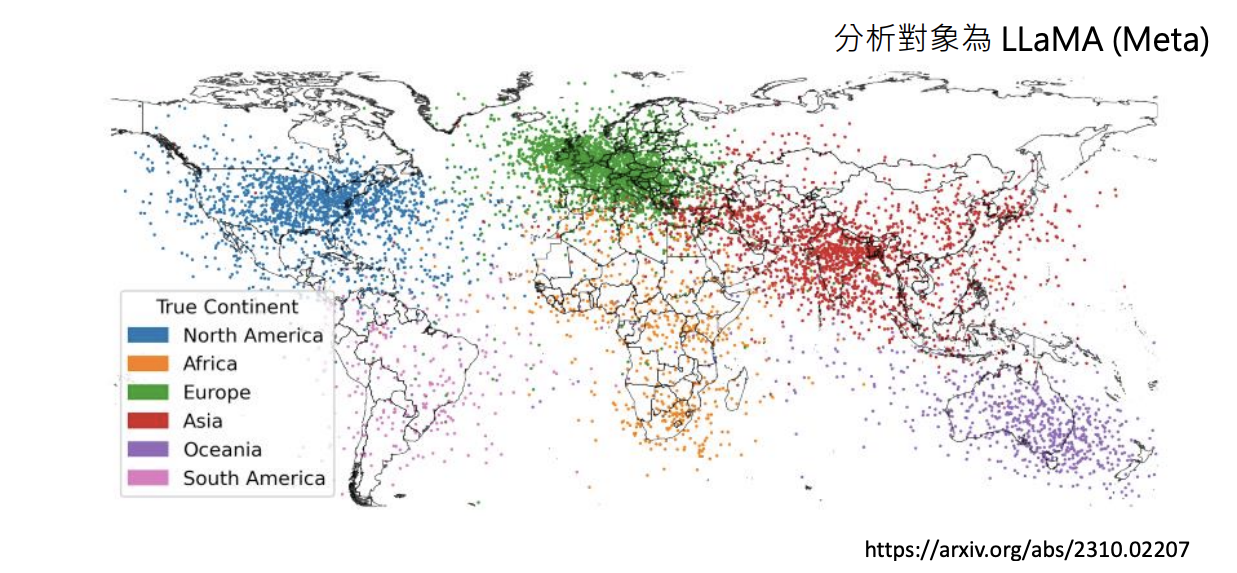 分析對象為 LLaMA (Meta)
True Continent
North America
Africa
Europe
Asia
Oceania
South America
https://arxiv.org/abs/2310.02207